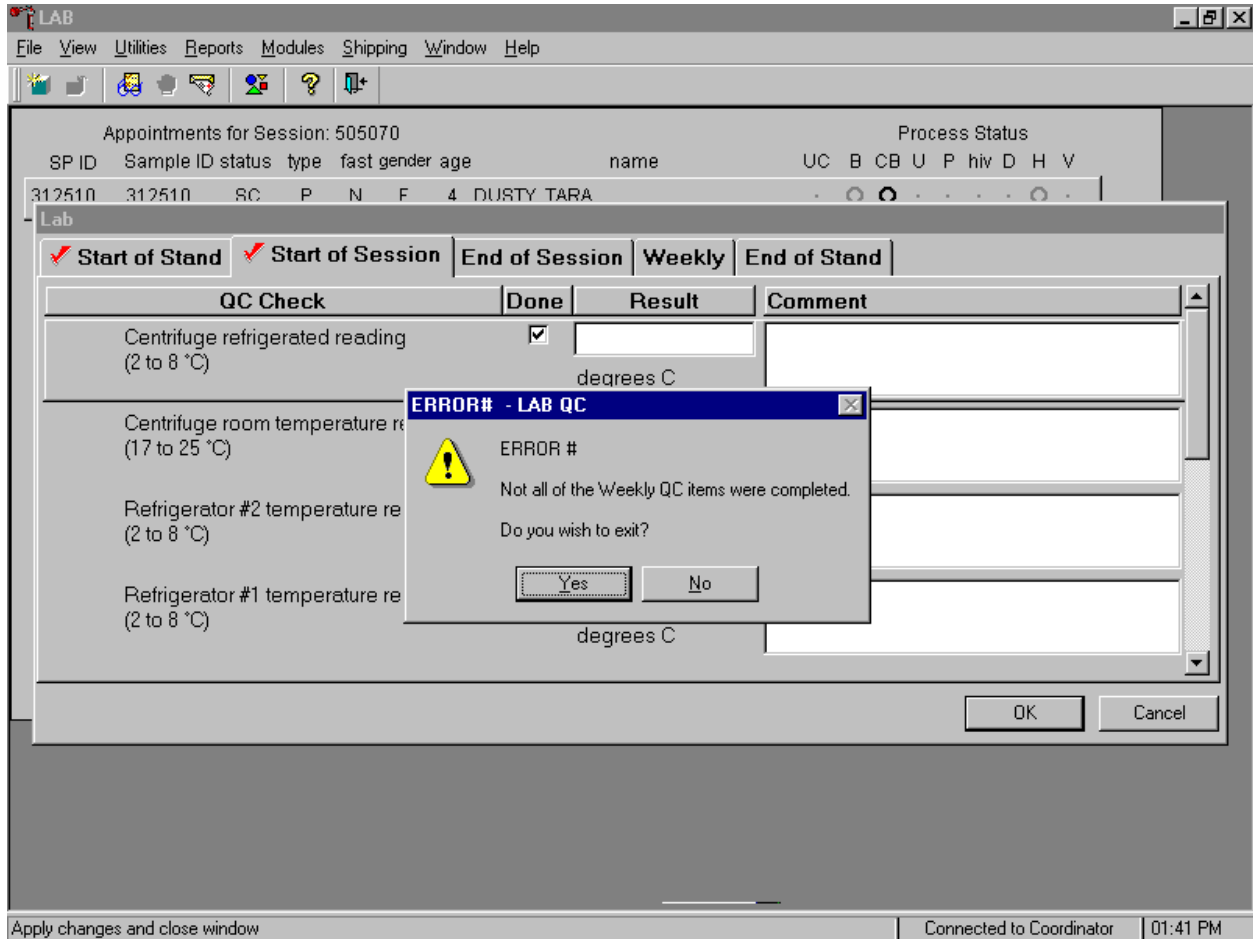 LAB
File View Utilities Reports Modules Shipping Window Help
Appointments for Session: 505070 Process Status
SP ID Sample ID status type fast gender age name UC B CB U P hiv D H V
312510 312510 SC P N F 4 DUSTY TARA
Lab
Start of Stand Start of Session End of Session Weekly End of Stand
QC Check Done Result Comment
Centrifuge refrigerated reading
(2 to 8 °C)
degrees C
ERROR# - LAB QC
Centrifuge room temperature re
(17 to 25 °C)
ERROR #
Not all of the Weekly QC items were completed.
Do you wish to exit?
Yes No
Refrigerator #2 temperature re
(2 to 8 °C)
Refrigerator #1 temperature re
(2 to 8 °C)
degrees C
OK Cancel
Apply changes and close window Connected to Coordinator 01:41 PM